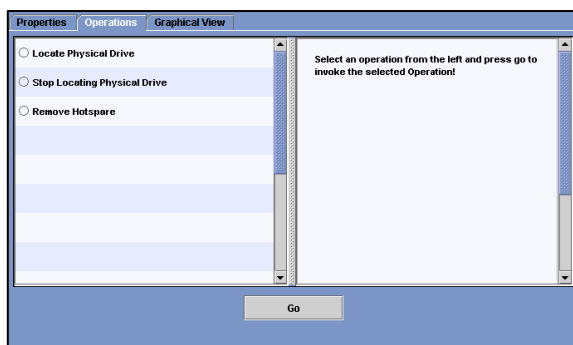 Properties Operations Graphical View
Locate Physical Drive
Stop Locating Physical Drive
Remove Hotspare
Select an operation from the left and press go to
invoke the selected Operation!
Go